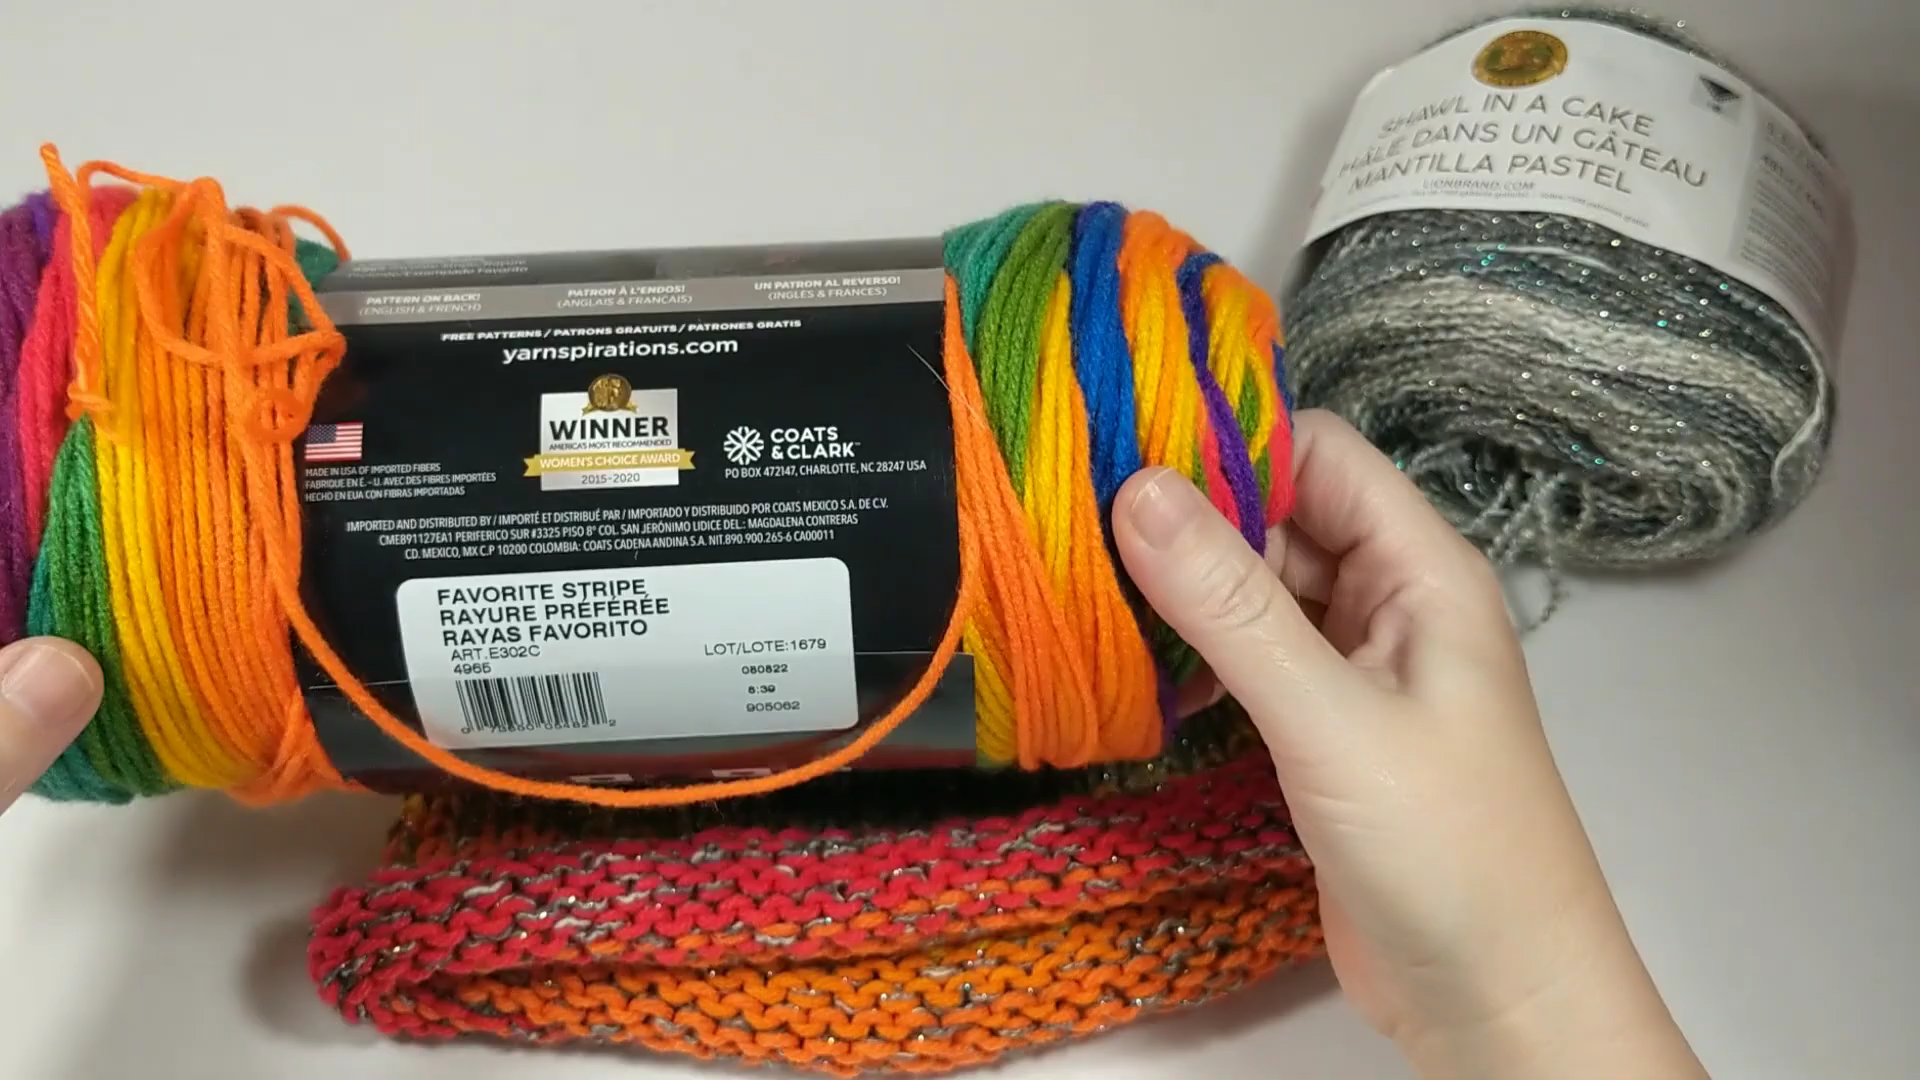 PATTERN ON BACK!
(ENGLISH & FRENCH)
PATRON À L'ENDOS!
(ANGLAIS & FRANÇAIS)
UN PATRON AL REVERSO!
(INGLÉS & FRANCÉS)
FREE PATTERNS / PATRONS GRATUITS / PATRONES GRATIS
yarnspirations.com
WINNER
AMERICA'S MOST RECOMMENDED
WOMEN'S CHOICE AWARD
2015-2020
COATS
& CLARK™
PO BOX 472147, CHARLOTTE, NC 28247 USA
MADE IN USA OF IMPORTED FIBERS
FABRIQUÉ EN É.-U. AVEC DES FIBRES IMPORTÉES
HECHO EN EUA CON FIBRAS IMPORTADAS
IMPORTED AND DISTRIBUTED BY / IMPORTÉ ET DISTRIBUÉ PAR / IMPORTADO Y DISTRIBUIDO POR COATS MEXICO S.A. DE C.V.
CME891127EA1 PERIFERICO SUR #3325 PISO 8° COL. SAN JERÓNIMO LIDICE DEL.: MAGDALENA CONTRERAS
CD. MEXICO, MX C.P 10200 COLOMBIA: COATS CADENA ANDINA S.A. NIT.890.900.265-6 CA00011
FAVORITE STRIPE
RAYURE PRÉFÉRÉE
RAYAS FAVORITO
ART.E302C
4965
LOT/LOTE:1679
080822
8:39
905062
SHAWL IN A CAKE
CHÂLE DANS UN GÂTEAU
MANTILLA PASTEL
LIONBRAND.COM